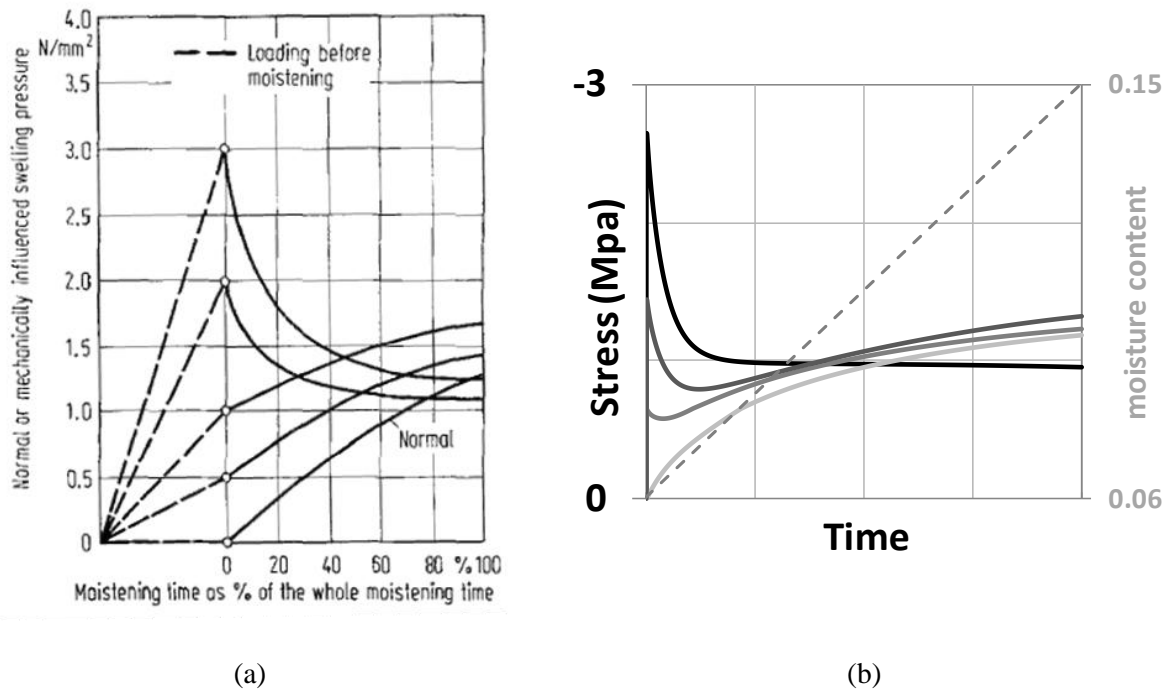 4.0
N/mm²
3.5
3.0
2.5
2.0
1.5
1.0
0.5
0
Normal or mechanically influenced swelling pressure
Loading before
moistening
Normal
0 20 40 60 80 % 100
Moistening time as % of the whole moistening time
(a)
-3
0
Stress (Mpa)
Time
0.15
0.06
moisture content
(b)